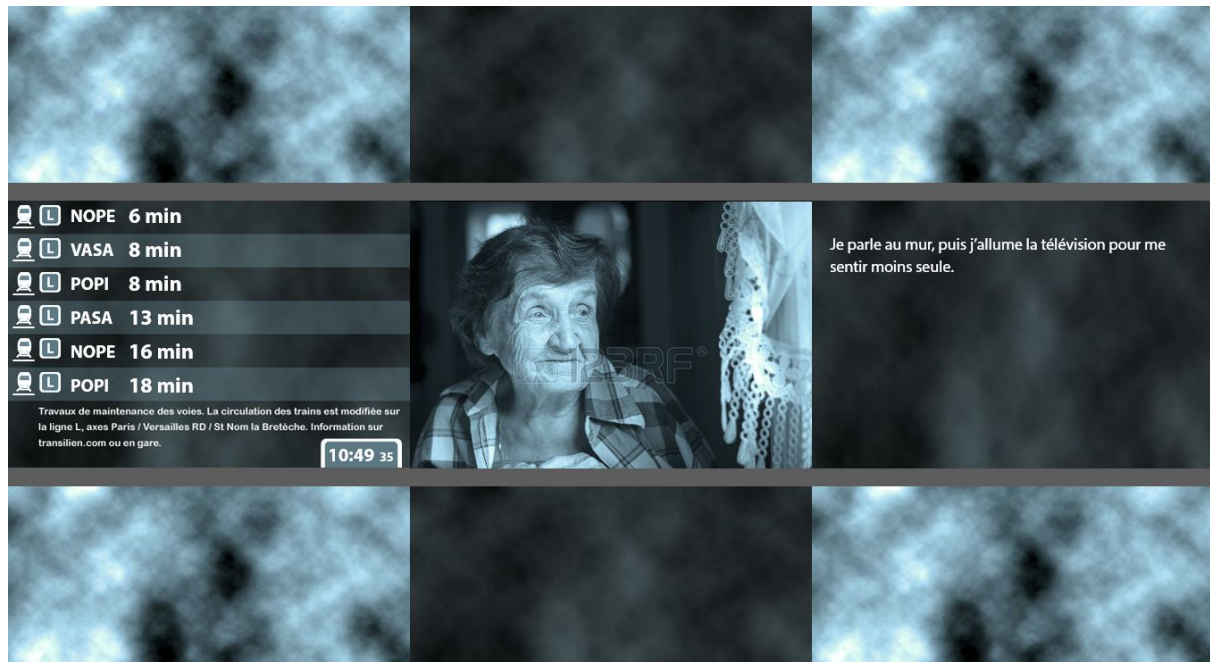 L NOPE 6 min
L VASA 8 min
L POPI 8 min
L PASA 13 min
L NOPE 16 min
L POPI 18 min
Travaux de maintenance des voies. La circulation des trains est modifiée sur
la ligne L, axes Paris / Versailles RD / St Nom la Bretèche. Information sur
transilien.com ou en gare.
10:49 35
123RF®
Je parle au mur, puis j'allume la télévision pour me
sentir moins seule.